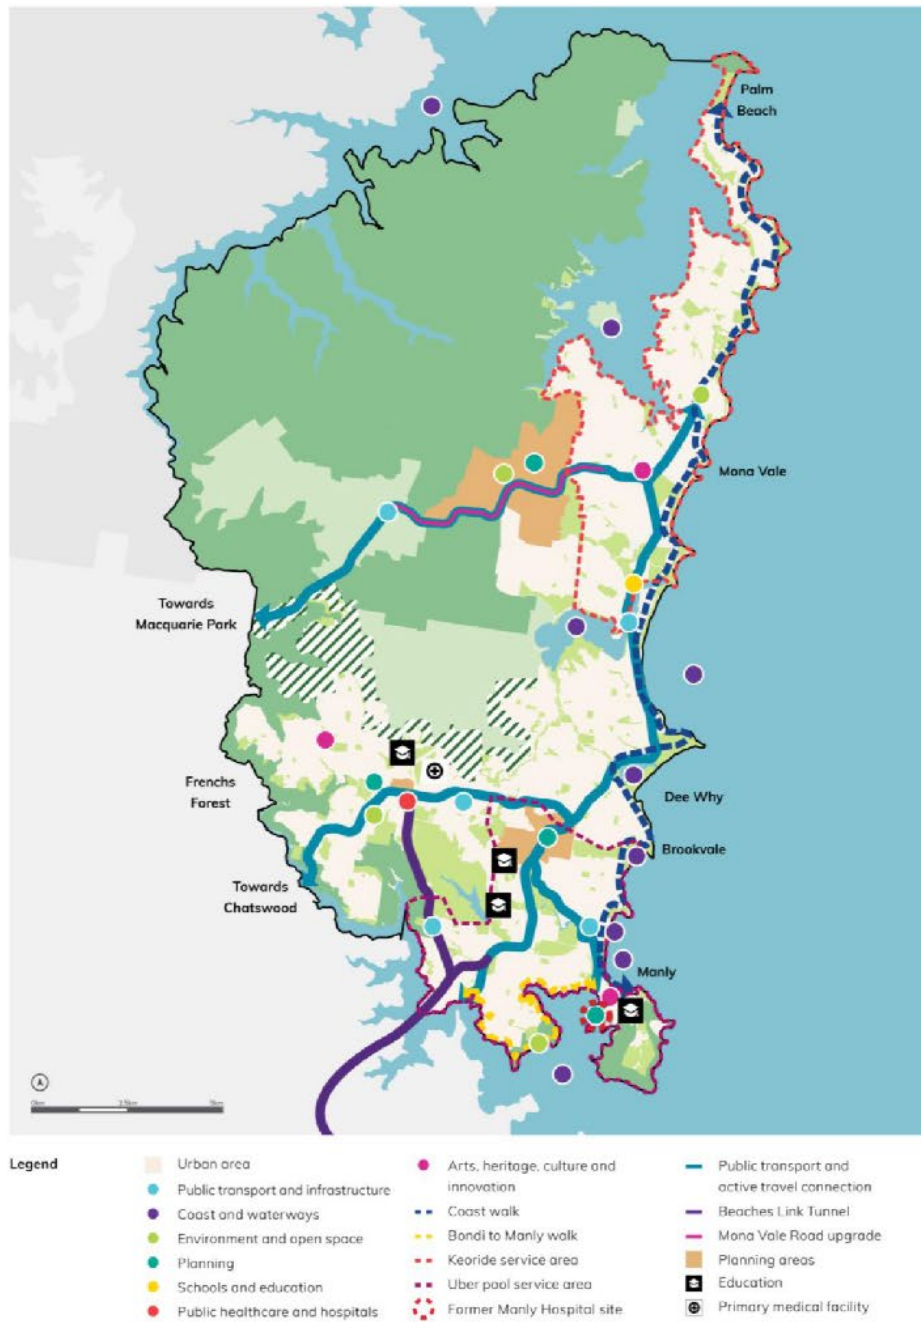 Palm
Beach
Mona Vale
Towards
Macquarie Park
Frenchs
Forest
Dee Why
Brookvale
Towards
Chatswood
Manly
A
0km 2.5km 5km
Legend
Urban area
Public transport and infrastructure
Coast and waterways
Environment and open space
Planning
Schools and education
Public healthcare and hospitals
Arts, heritage, culture and
innovation
Coast walk
Bondi to Manly walk
Keoride service area
Uber pool service area
Former Manly Hospital site
Public transport and
active travel connection
Beaches Link Tunnel
Mona Vale Road upgrade
Planning areas
Education
Primary medical facility